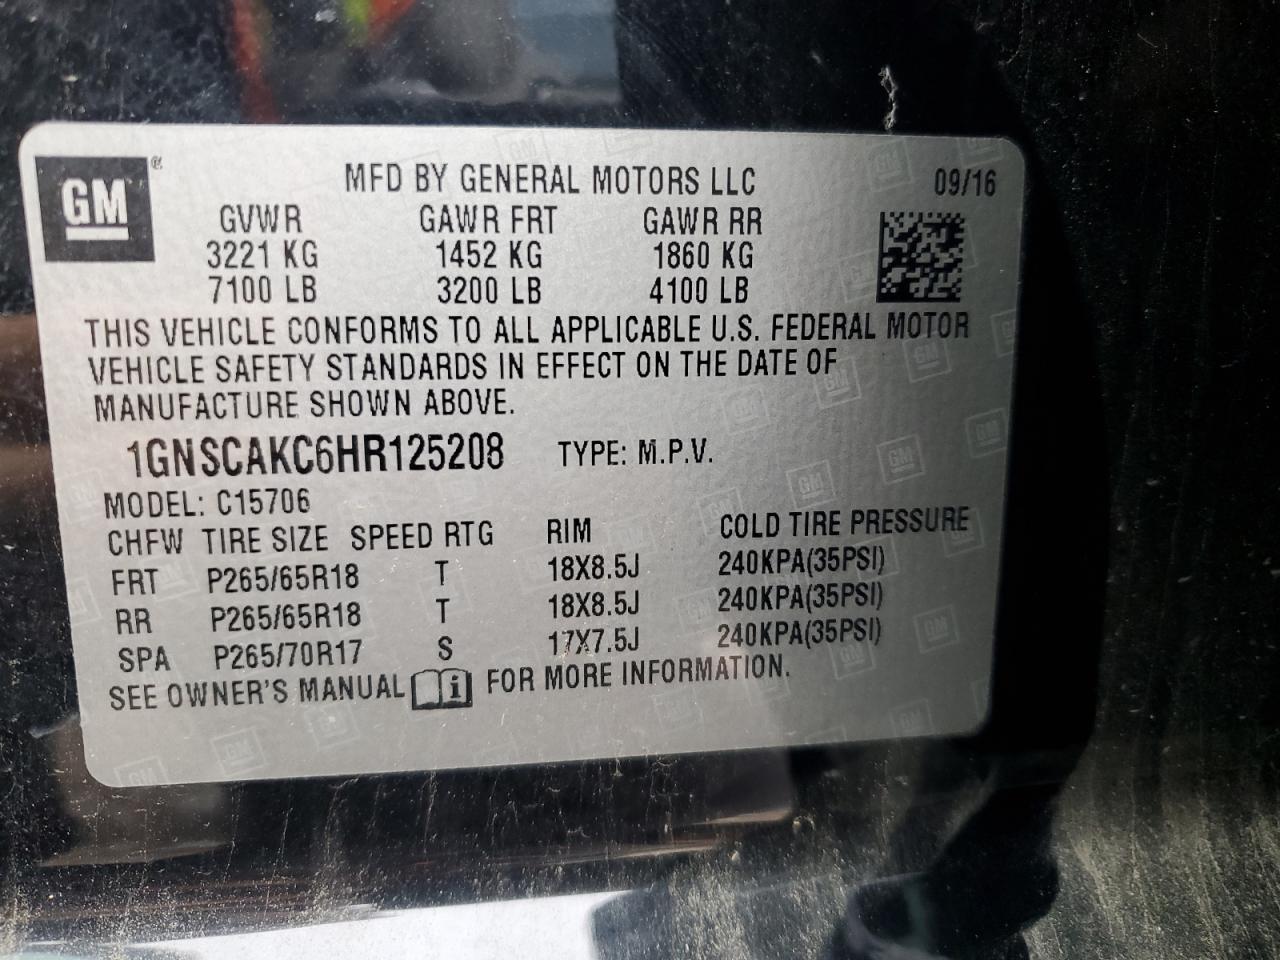 GM®
MFD BY GENERAL MOTORS LLC 09/16
GVWR GAWR FRT GAWR RR
3221 KG 1452 KG 1860 KG
7100 LB 3200 LB 4100 LB
THIS VEHICLE CONFORMS TO ALL APPLICABLE U.S. FEDERAL MOTOR
VEHICLE SAFETY STANDARDS IN EFFECT ON THE DATE OF
MANUFACTURE SHOWN ABOVE.
1GNSCAKC6HR125208 TYPE: M.P.V.
MODEL: C15706
CHFW TIRE SIZE SPEED RTG RIM COLD TIRE PRESSURE
FRT P265/65R18 T 18X8.5J 240KPA(35PSI)
RR P265/65R18 T 18X8.5J 240KPA(35PSI)
SPA P265/70R17 S 17X7.5J 240KPA(35PSI)
SEE OWNER'S MANUAL i FOR MORE INFORMATION.